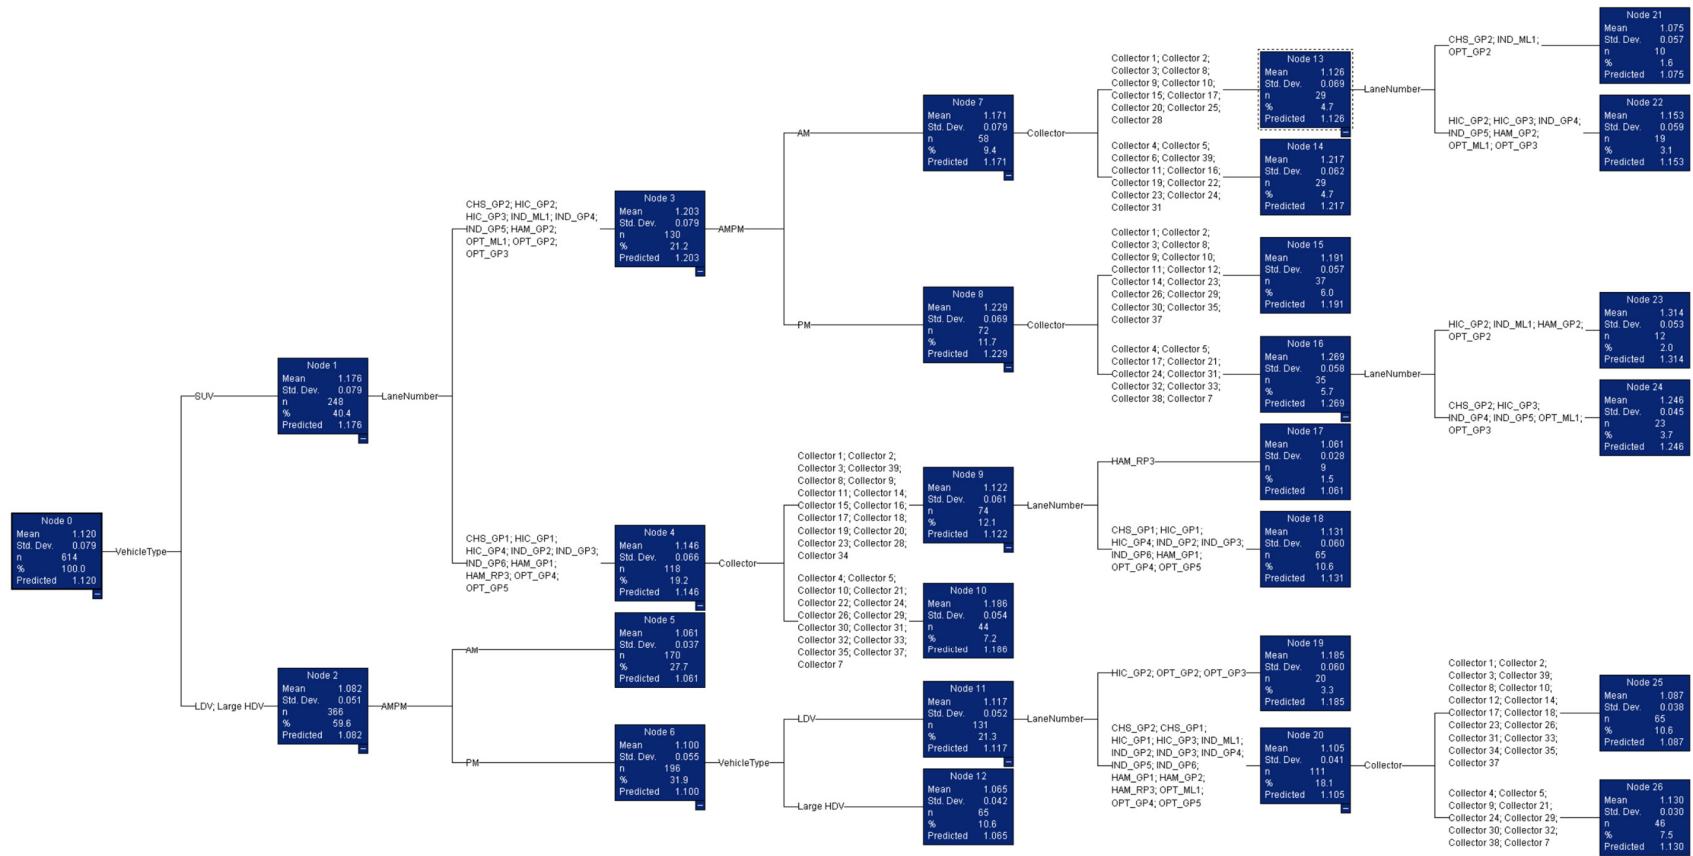 Node 0
Mean 1.120
Std. Dev. 0.079
n 614
% 100.0
Predicted 1.120
VehicleType
SUV
Node 1
Mean 1.176
Std. Dev. 0.079
n 248
% 40.4
Predicted 1.176
LaneNumber
LDV; Large HDV
Node 2
Mean 1.082
Std. Dev. 0.051
n 366
% 59.6
Predicted 1.082
AMPM
CHS_GP2; HIC_GP2;
HIC_GP3; IND_ML1; IND_GP4;
IND_GP5; HAM_GP2;
OPT_ML1; OPT_GP2;
OPT_GP3
Node 3
Mean 1.203
Std. Dev. 0.079
n 130
% 21.2
Predicted 1.203
AMPM
CHS_GP1; HIC_GP1;
HIC_GP4; IND_GP2; IND_GP3;
IND_GP6; HAM_GP1;
HAM_RP3; OPT_GP4;
OPT_GP5
Node 4
Mean 1.146
Std. Dev. 0.066
n 118
% 19.2
Predicted 1.146
Collector
AM
Node 5
Mean 1.061
Std. Dev. 0.037
n 170
% 27.7
Predicted 1.061
PM
Node 6
Mean 1.100
Std. Dev. 0.055
n 196
% 31.9
Predicted 1.100
VehicleType
AM
Node 7
Mean 1.171
Std. Dev. 0.079
n 58
% 9.4
Predicted 1.171
Collector
PM
Node 8
Mean 1.229
Std. Dev. 0.069
n 72
% 11.7
Predicted 1.229
Collector
Collector 1; Collector 2;
Collector 3; Collector 39;
Collector 8; Collector 9;
Collector 11; Collector 14;
Collector 15; Collector 16;
Collector 17; Collector 18;
Collector 19; Collector 20;
Collector 23; Collector 28;
Collector 34
Node 9
Mean 1.122
Std. Dev. 0.061
n 74
% 12.1
Predicted 1.122
LaneNumber
Collector 4; Collector 5;
Collector 10; Collector 21;
Collector 22; Collector 24;
Collector 26; Collector 29;
Collector 30; Collector 31;
Collector 32; Collector 33;
Collector 35; Collector 37;
Collector 7
Node 10
Mean 1.186
Std. Dev. 0.054
n 44
% 7.2
Predicted 1.186
LDV
Node 11
Mean 1.117
Std. Dev. 0.052
n 131
% 21.3
Predicted 1.117
LaneNumber
Large HDV
Node 12
Mean 1.065
Std. Dev. 0.042
n 65
% 10.6
Predicted 1.065
Collector 1; Collector 2;
Collector 3; Collector 8;
Collector 9; Collector 10;
Collector 15; Collector 17;
Collector 20; Collector 25;
Collector 28
Node 13
Mean 1.126
Std. Dev. 0.069
n 29
% 4.7
Predicted 1.126
LaneNumber
Collector 4; Collector 5;
Collector 6; Collector 39;
Collector 11; Collector 16;
Collector 19; Collector 22;
Collector 23; Collector 24;
Collector 31
Node 14
Mean 1.217
Std. Dev. 0.062
n 29
% 4.7
Predicted 1.217
Collector 1; Collector 2;
Collector 3; Collector 8;
Collector 9; Collector 10;
Collector 11; Collector 12;
Collector 14; Collector 23;
Collector 26; Collector 29;
Collector 30; Collector 35;
Collector 37
Node 15
Mean 1.191
Std. Dev. 0.057
n 37
% 6.0
Predicted 1.191
Collector 4; Collector 5;
Collector 17; Collector 21;
Collector 24; Collector 31;
Collector 32; Collector 33;
Collector 38; Collector 7
Node 16
Mean 1.269
Std. Dev. 0.058
n 35
% 5.7
Predicted 1.269
LaneNumber
HAM_RP3
Node 17
Mean 1.061
Std. Dev. 0.028
n 9
% 1.5
Predicted 1.061
CHS_GP1; HIC_GP1;
HIC_GP4; IND_GP2; IND_GP3;
IND_GP6; HAM_GP1;
OPT_GP4; OPT_GP5
Node 18
Mean 1.131
Std. Dev. 0.060
n 65
% 10.6
Predicted 1.131
HIC_GP2; OPT_GP2; OPT_GP3
Node 19
Mean 1.185
Std. Dev. 0.060
n 20
% 3.3
Predicted 1.185
CHS_GP2; CHS_GP1;
HIC_GP1; HIC_GP3; IND_ML1;
IND_GP2; IND_GP3; IND_GP4;
IND_GP5; IND_GP6;
HAM_GP1; HAM_GP2;
HAM_RP3; OPT_ML1;
OPT_GP4; OPT_GP5
Node 20
Mean 1.105
Std. Dev. 0.041
n 111
% 18.1
Predicted 1.105
Collector
CHS_GP2; IND_ML1;
OPT_GP2
Node 21
Mean 1.075
Std. Dev. 0.057
n 10
% 1.6
Predicted 1.075
HIC_GP2; HIC_GP3; IND_GP4;
IND_GP5; HAM_GP2;
OPT_ML1; OPT_GP3
Node 22
Mean 1.153
Std. Dev. 0.059
n 19
% 3.1
Predicted 1.153
HIC_GP2; IND_ML1; HAM_GP2;
OPT_GP2
Node 23
Mean 1.314
Std. Dev. 0.053
n 12
% 2.0
Predicted 1.314
CHS_GP2; HIC_GP3;
IND_GP4; IND_GP5; OPT_ML1;
OPT_GP3
Node 24
Mean 1.246
Std. Dev. 0.045
n 23
% 3.7
Predicted 1.246
Collector 1; Collector 2;
Collector 3; Collector 39;
Collector 8; Collector 10;
Collector 12; Collector 14;
Collector 17; Collector 18;
Collector 23; Collector 26;
Collector 31; Collector 33;
Collector 34; Collector 35;
Collector 37
Node 25
Mean 1.087
Std. Dev. 0.038
n 65
% 10.6
Predicted 1.087
Collector 4; Collector 5;
Collector 9; Collector 21;
Collector 24; Collector 29;
Collector 30; Collector 32;
Collector 38; Collector 7
Node 26
Mean 1.130
Std. Dev. 0.030
n 46
% 7.5
Predicted 1.130